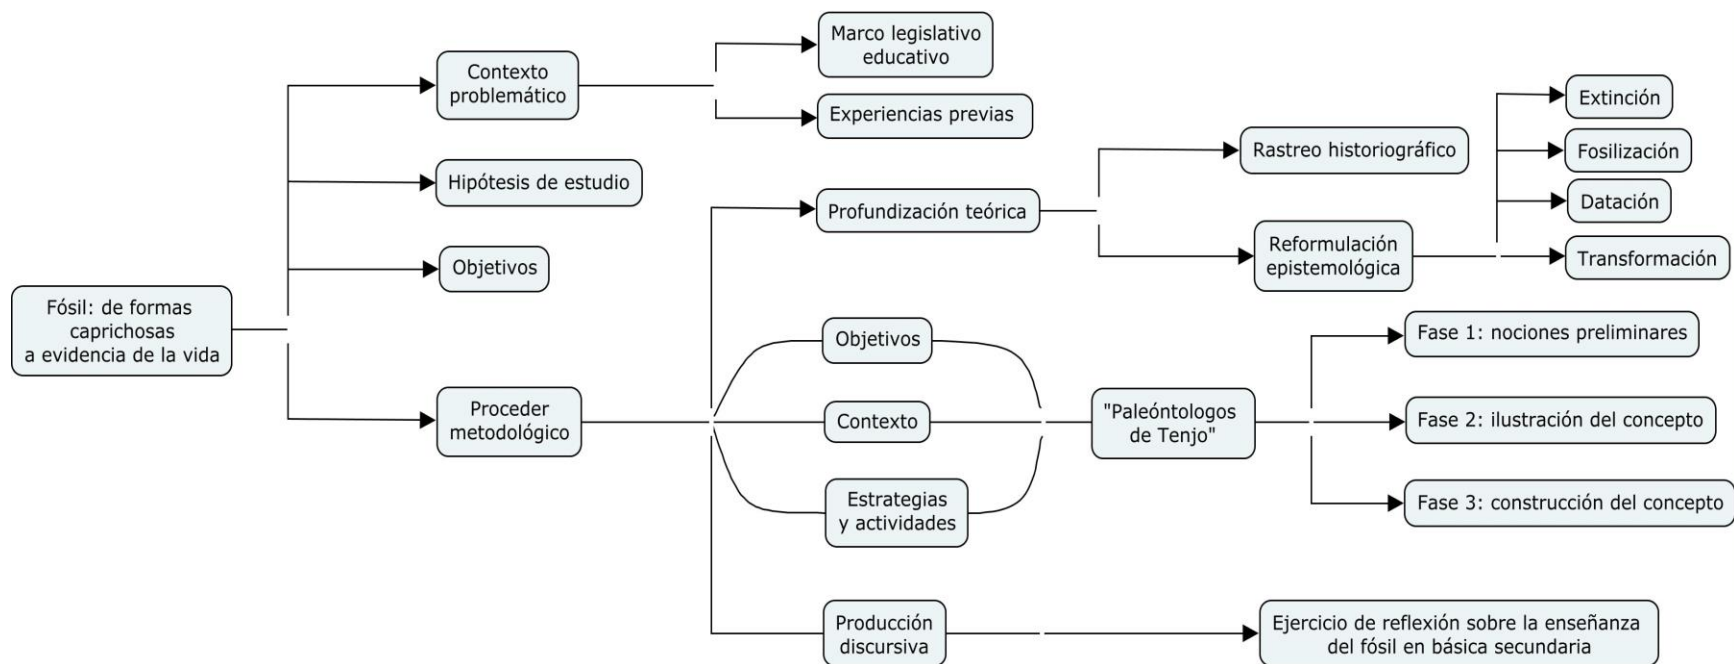 Fósil: de formas
caprichosas
a evidencia de la vida
Contexto
problemático
Marco legislativo
educativo
Experiencias previas
Hipótesis de estudio
Objetivos
Proceder
metodológico
Profundización teórica
Rastreo historiográfico
Reformulación
epistemológica
Extinción
Fosilización
Datación
Transformación
Objetivos
Contexto
Estrategias
y actividades
"Paleóntologos
de Tenjo"
Fase 1: nociones preliminares
Fase 2: ilustración del concepto
Fase 3: construcción del concepto
Producción
discursiva
Ejercicio de reflexión sobre la enseñanza
del fósil en básica secundaria